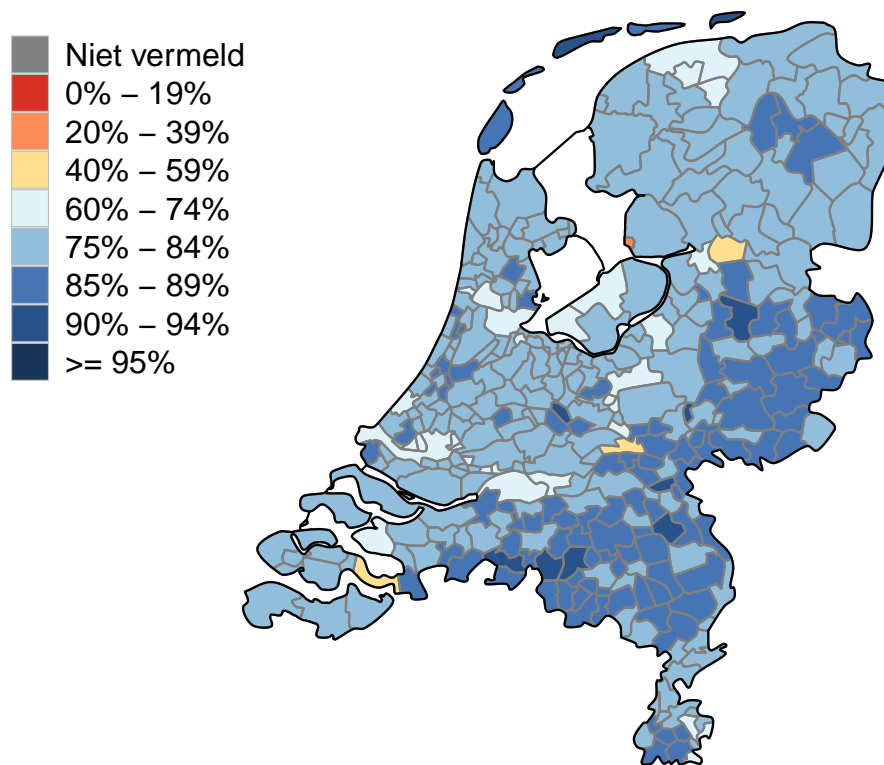 Niet vermeld
0% – 19%
20% – 39%
40% – 59%
60% – 74%
75% – 84%
85% – 89%
90% – 94%
>= 95%